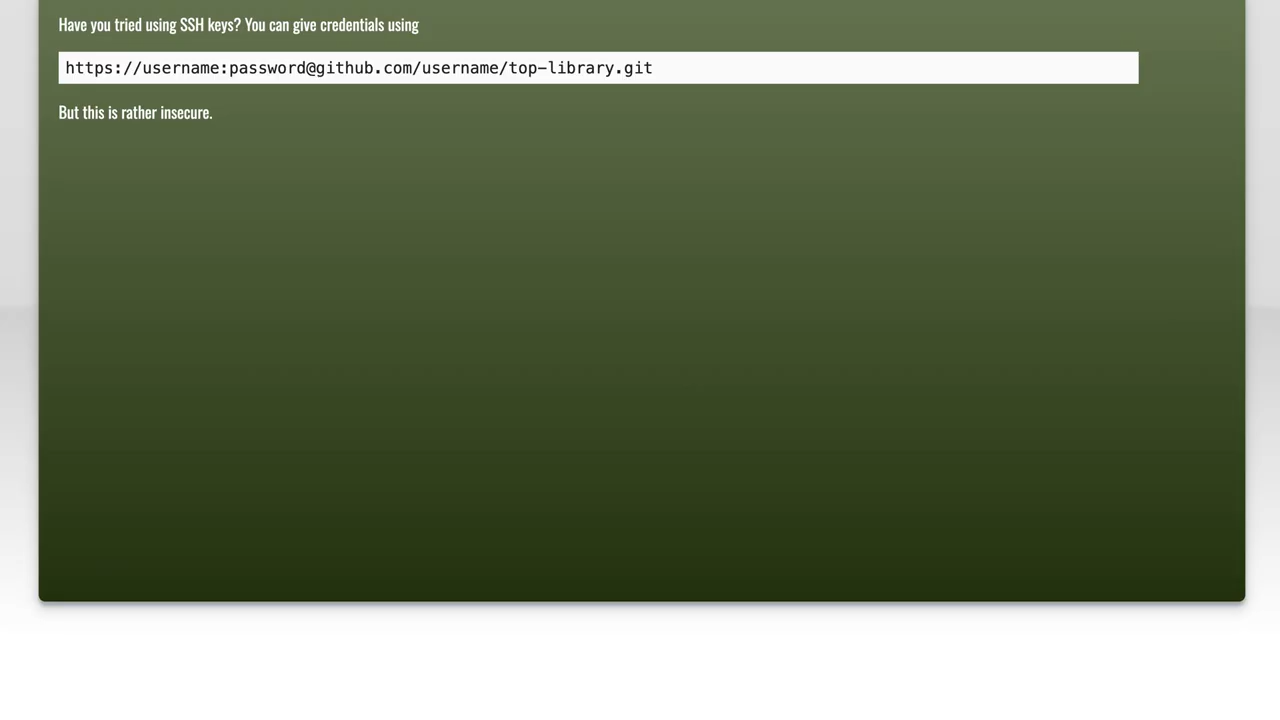 Have you tried using SSH keys? You can give credentials using
https://username:password@github.com/username/top-library.git
But this is rather insecure.